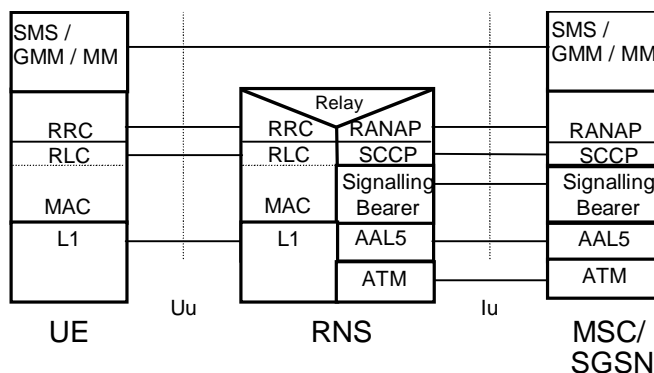 SMS /
GMM / MM
SMS /
GMM / MM
Relay
RRC
RRC
RANAP
RANAP
RLC
RLC
SCCP
SCCP
Signalling
Bearer
Signalling
Bearer
MAC
MAC
L1
L1
AAL5
AAL5
ATM
ATM
Uu
Iu
UE
RNS
MSC/
SGSN